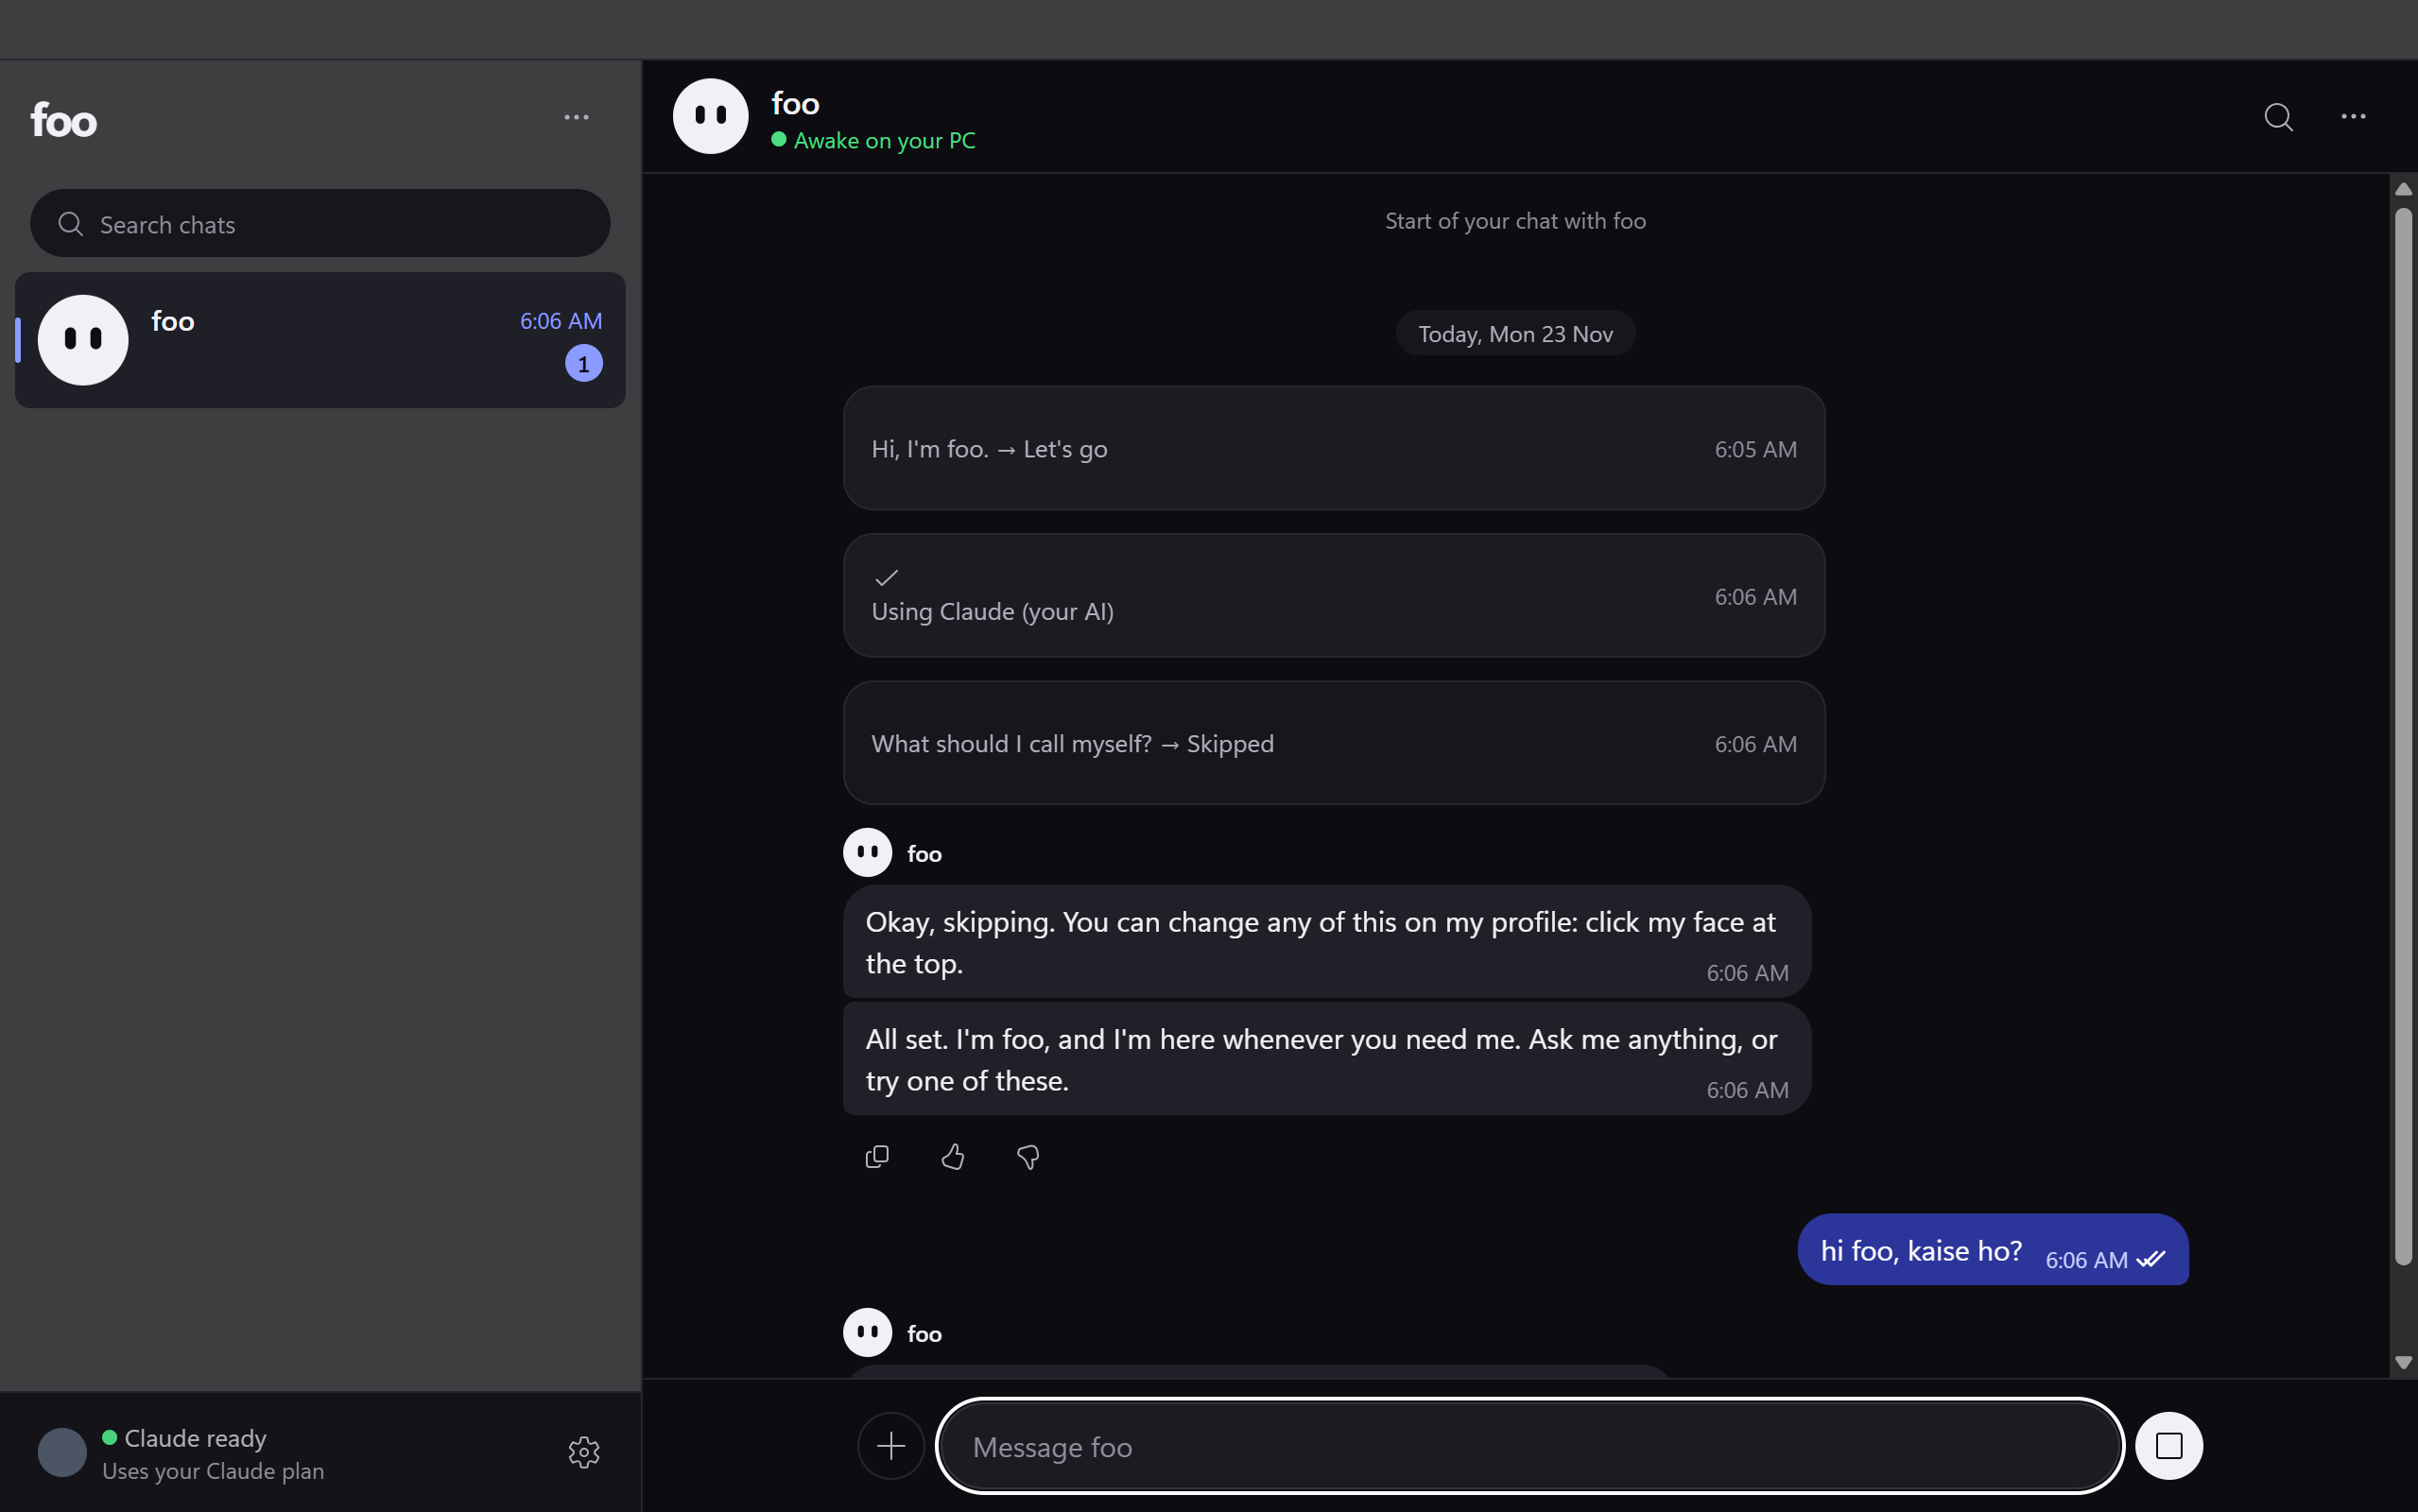 foo
Search chats
foo
6:06 AM
1
Claude ready
Uses your Claude plan
foo
Awake on your PC
Start of your chat with foo
Today, Mon 23 Nov
Hi, I'm foo. → Let's go
6:05 AM
Using Claude (your AI)
6:06 AM
What should I call myself? → Skipped
6:06 AM
foo
Okay, skipping. You can change any of this on my profile: click my face at
the top.
6:06 AM
All set. I'm foo, and I'm here whenever you need me. Ask me anything, or
try one of these.
6:06 AM
hi foo, kaise ho?
6:06 AM
foo
Message foo